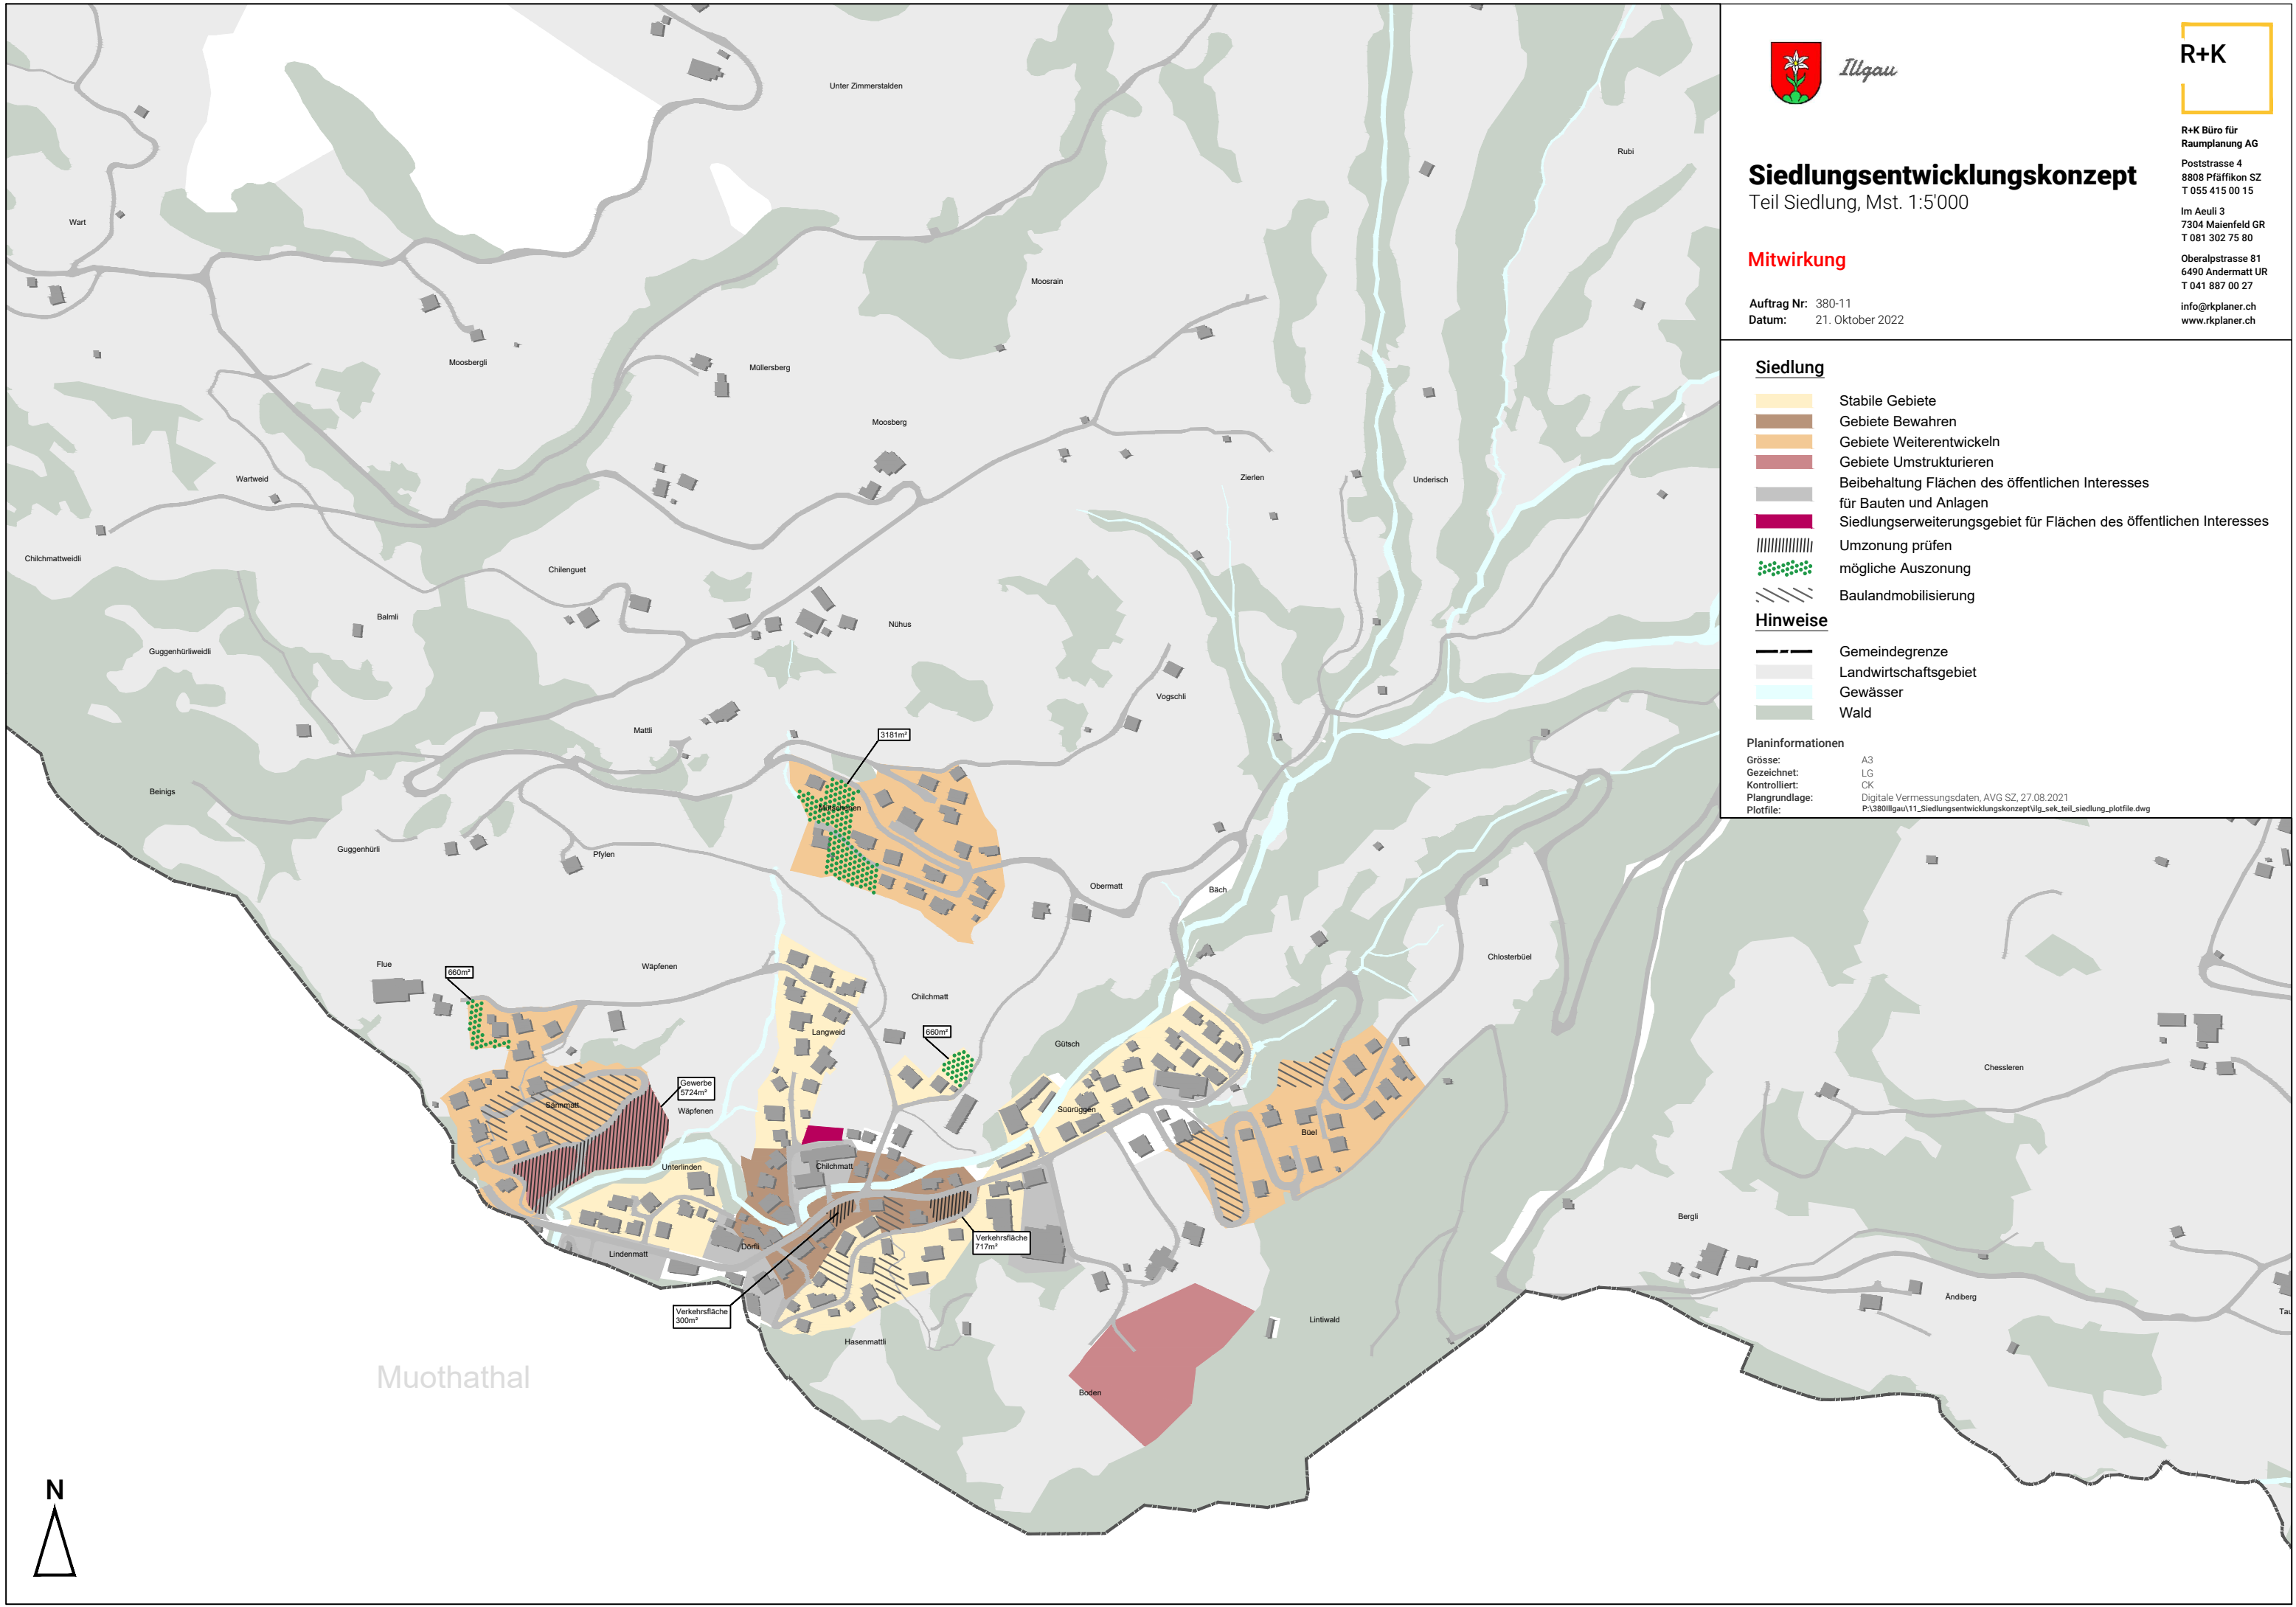 Illgau
R+K
R+K Büro für
Raumplanung AG
Poststrasse 4
8808 Pfäffikon SZ
T 055 415 00 15
Im Aeuli 3
7304 Maienfeld GR
T 081 302 75 80
Oberalpstrasse 81
6490 Andermatt UR
T 041 887 00 27
info@rkplaner.ch
www.rkplaner.ch
Siedlungsentwicklungskonzept
Teil Siedlung, Mst. 1:5'000
Mitwirkung
Auftrag Nr: 380-11
Datum: 21. Oktober 2022
Siedlung
Stabile Gebiete
Gebiete Bewahren
Gebiete Weiterentwickeln
Gebiete Umstrukturieren
Beibehaltung Flächen des öffentlichen Interesses
für Bauten und Anlagen
Siedlungserweiterungsgebiet für Flächen des öffentlichen Interesses
Umzonung prüfen
mögliche Auszonung
Baulandmobilisierung
Hinweise
Gemeindegrenze
Landwirtschaftsgebiet
Gewässer
Wald
Planinformationen
Grösse: A3
Gezeichnet: LG
Kontrolliert: CK
Plangrundlage: Digitale Vermessungsdaten, AVG SZ, 27.08.2021
Plotfile: P:\380Illgau\11_Siedlungsentwicklungskonzept\ilg_sek_teil_siedlung_plotfile.dwg
Unter Zimmerstalden
Rubi
Wart
Moosrain
Moosbergli
Müllersberg
Moosberg
Wartweid
Zierlen
Underisch
Chilchmattweidli
Chilenguet
Balmli
Nühus
Guggenhürliweidli
Vogschli
Mattli
3181m²
Beinigs
Guggenhürli
Pfylen
Obermatt
Bäch
Flue
Wäpfenen
660m²
Chilchmatt
Chlosterbüel
Langweid
660m²
Gütsch
Chessleren
Gewerbe
5724m²
Sännmatt
Wäpfenen
Süürüggen
Büel
Unterlinden
Chilchmatt
Bergli
Verkehrsfläche
717m²
Dörfli
Lindenmatt
Ändiberg
Verkehrsfläche
300m²
Tau
Lintiwald
Hasenmattli
Muothathal
Boden
N